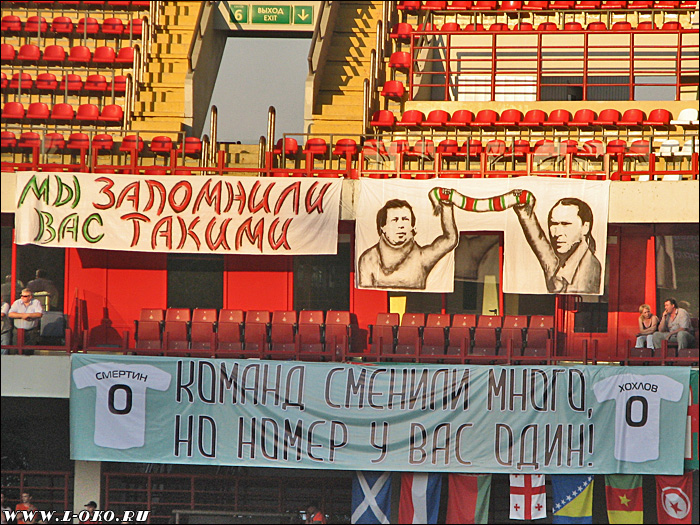 6 ВЫХОД EXIT
МЫ ЗАПОМНИЛИ
ВАС ТАКИМИ
СМЕРТИН
0
КОМАНД СМЕНИЛИ МНОГО,
НО НОМЕР У ВАС ОДИН!
ХОХЛОВ
0
WWW.L-OKO.RU